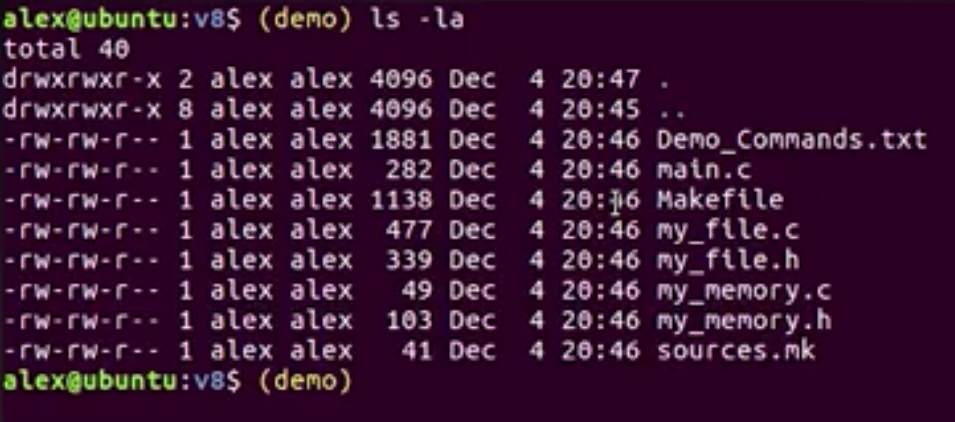 alex@ubuntu:v8$ (demo) ls -la
total 40
drwxrwxr-x 2 alex alex 4096 Dec  4 20:47 .
drwxrwxr-x 8 alex alex 4096 Dec  4 20:45 ..
-rw-rw-r-- 1 alex alex 1881 Dec  4 20:46 Demo_Commands.txt
-rw-rw-r-- 1 alex alex  282 Dec  4 20:46 main.c
-rw-rw-r-- 1 alex alex 1138 Dec  4 20:46 Makefile
-rw-rw-r-- 1 alex alex  477 Dec  4 20:46 my_file.c
-rw-rw-r-- 1 alex alex  339 Dec  4 20:46 my_file.h
-rw-rw-r-- 1 alex alex   49 Dec  4 20:46 my_memory.c
-rw-rw-r-- 1 alex alex  103 Dec  4 20:46 my_memory.h
-rw-rw-r-- 1 alex alex   41 Dec  4 20:46 sources.mk
alex@ubuntu:v8$ (demo)